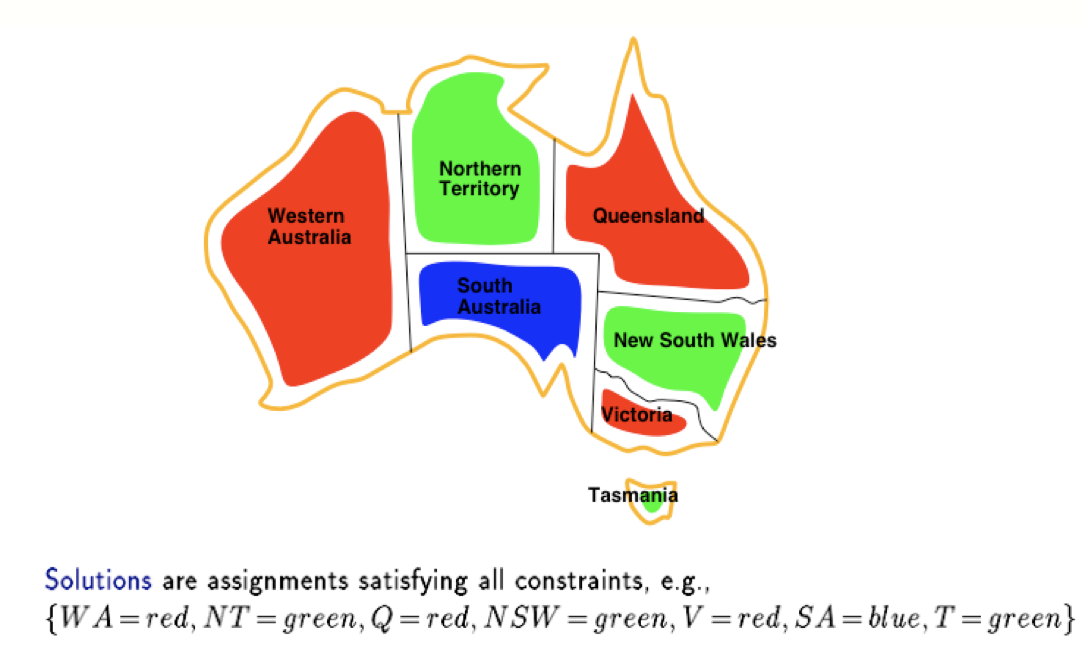 Northern
Territory
Western
Australia
Queensland
South
Australia
New South Wales
Victoria
Tasmania
Solutions are assignments satisfying all constraints, e.g.,
{WA = red, NT = green, Q = red, NSW = green, V = red, SA = blue, T = green}